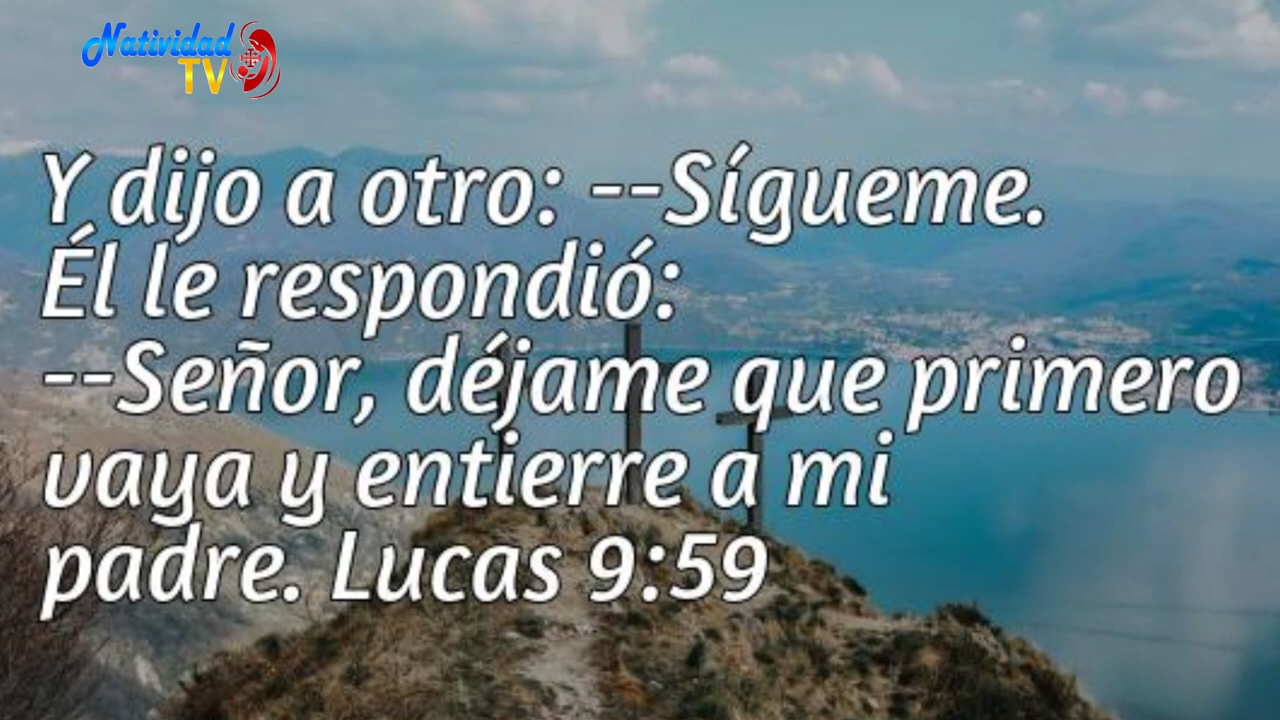 Natividad
TV
Y dijo a otro: --Sígueme.
Él le respondió:
--Señor, déjame que primero
vaya y entierre a mi
padre. Lucas 9:59